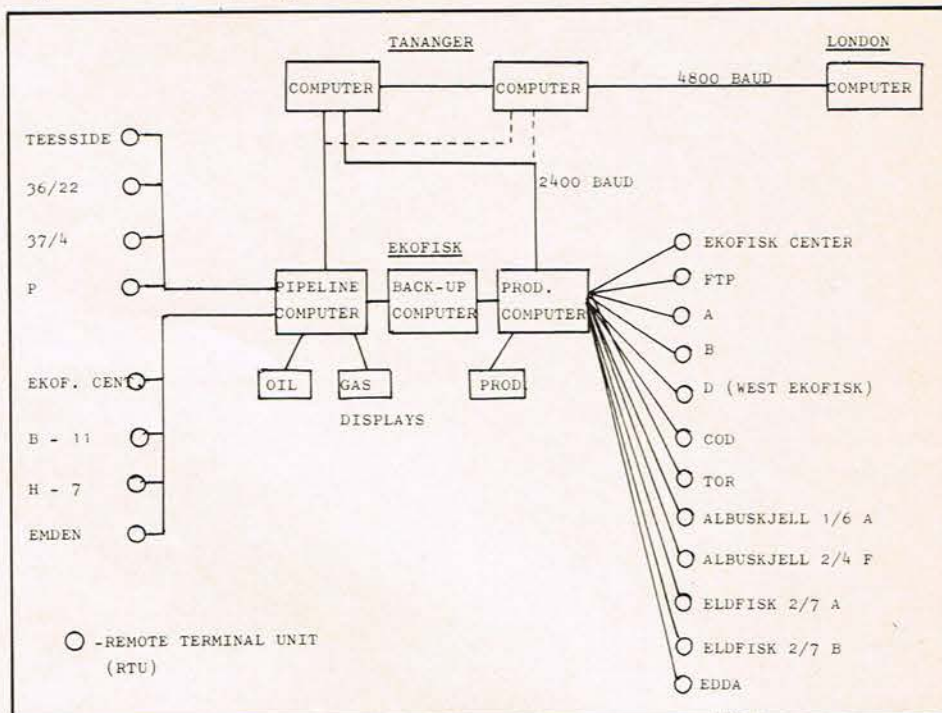 TANANGER
LONDON
COMPUTER
COMPUTER
4800 BAUD
COMPUTER
TEESSIDE
36/22
37/4
P
2400 BAUD
EKOFISK
PIPELINE
COMPUTER
BACK-UP
COMPUTER
PROD.
COMPUTER
OIL
GAS
PROD.
DISPLAYS
EKOF. CENT.
B - 11
H - 7
EMDEN
EKOFISK CENTER
FTP
A
B
D (WEST EKOFISK)
COD
TOR
ALBUSKJELL 1/6 A
ALBUSKJELL 2/4 F
ELDFISK 2/7 A
ELDFISK 2/7 B
EDDA
-REMOTE TERMINAL UNIT
(RTU)